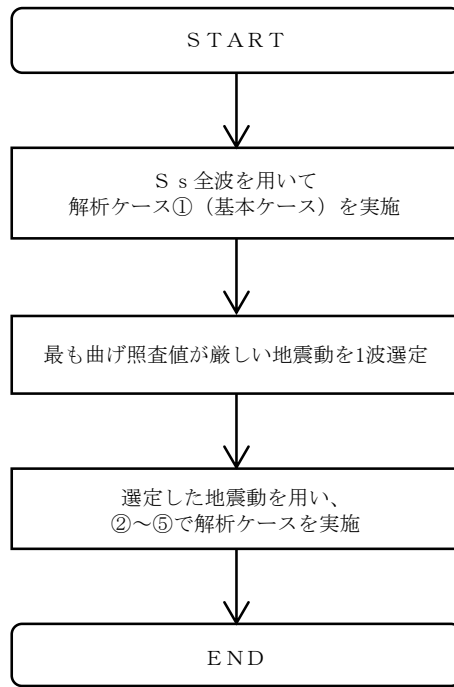 ＳＴＡＲＴ
Ｓｓ全波を用いて
解析ケース①（基本ケース）を実施
最も曲げ照査値が厳しい地震動を1波選定
選定した地震動を用い、
②～⑤で解析ケースを実施
ＥＮＤ